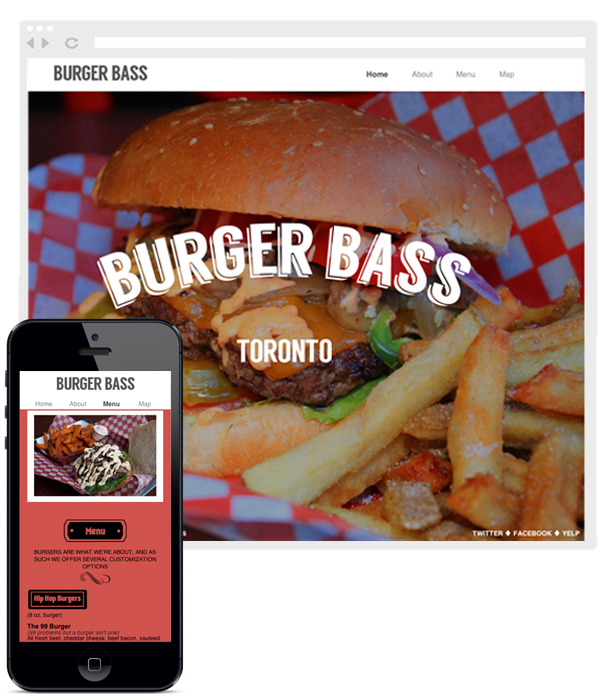 BURGER BASS
Home About Menu Map
BURGER BASS
TORONTO
TWITTER ♦ FACEBOOK ♦ YELP
BURGER BASS
Home About Menu Map
Menu
BURGERS ARE WHAT WE'RE ABOUT, AND AS
SUCH WE OFFER SEVERAL CUSTOMIZATION
OPTIONS
Hip Hop Burgers
(8 oz. burger)
The 99 Burger
(99 problems but a burger ain't one)
All fresh beef, cheddar cheese, beef bacon, sauteed